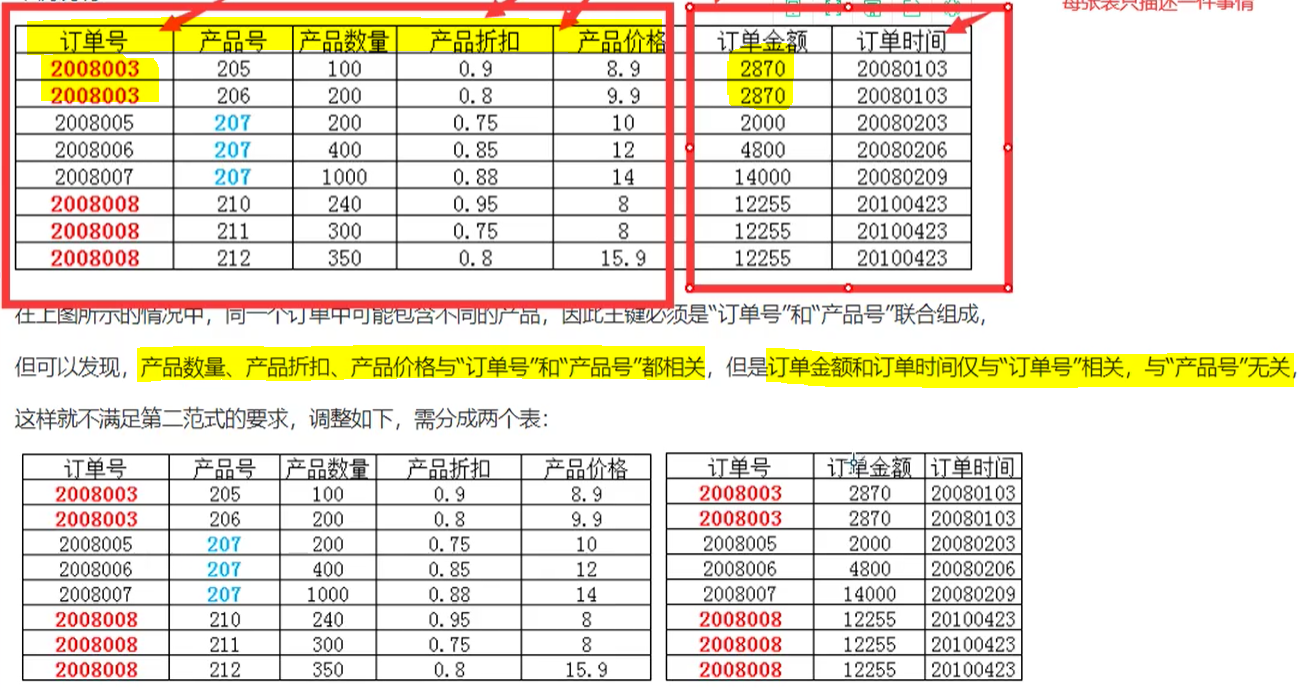 每张表只描述一件事情
订单号 产品号 产品数量 产品折扣 产品价格 订单金额 订单时间
2008003 205 100 0.9 8.9 2870 20080103
2008003 206 200 0.8 9.9 2870 20080103
2008005 207 200 0.75 10 2000 20080203
2008006 207 400 0.85 12 4800 20080206
2008007 207 1000 0.88 14 14000 20080209
2008008 210 240 0.95 8 12255 20100423
2008008 211 300 0.75 8 12255 20100423
2008008 212 350 0.8 15.9 12255 20100423
在上图所示的情况中，同一个订单中可能包含不同的产品，因此主键必须是“订单号”和“产品号”联合组成，
但可以发现，产品数量、产品折扣、产品价格与“订单号”和“产品号”都相关，但是订单金额和订单时间仅与“订单号”相关，与“产品号”无关，
这样就不满足第二范式的要求，调整如下，需分成两个表：
订单号 产品号 产品数量 产品折扣 产品价格 订单号 订单金额 订单时间
2008003 205 100 0.9 8.9 2008003 2870 20080103
2008003 206 200 0.8 9.9 2008003 2870 20080103
2008005 207 200 0.75 10 2008005 2000 20080203
2008006 207 400 0.85 12 2008006 4800 20080206
2008007 207 1000 0.88 14 2008007 14000 20080209
2008008 210 240 0.95 8 2008008 12255 20100423
2008008 211 300 0.75 8 2008008 12255 20100423
2008008 212 350 0.8 15.9 2008008 12255 20100423